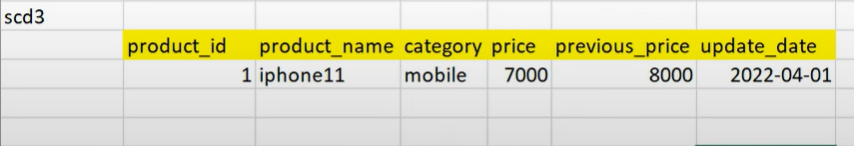 scd3
product_id product_name category price previous_price update_date
1 iphone11 mobile 7000 8000 2022-04-01